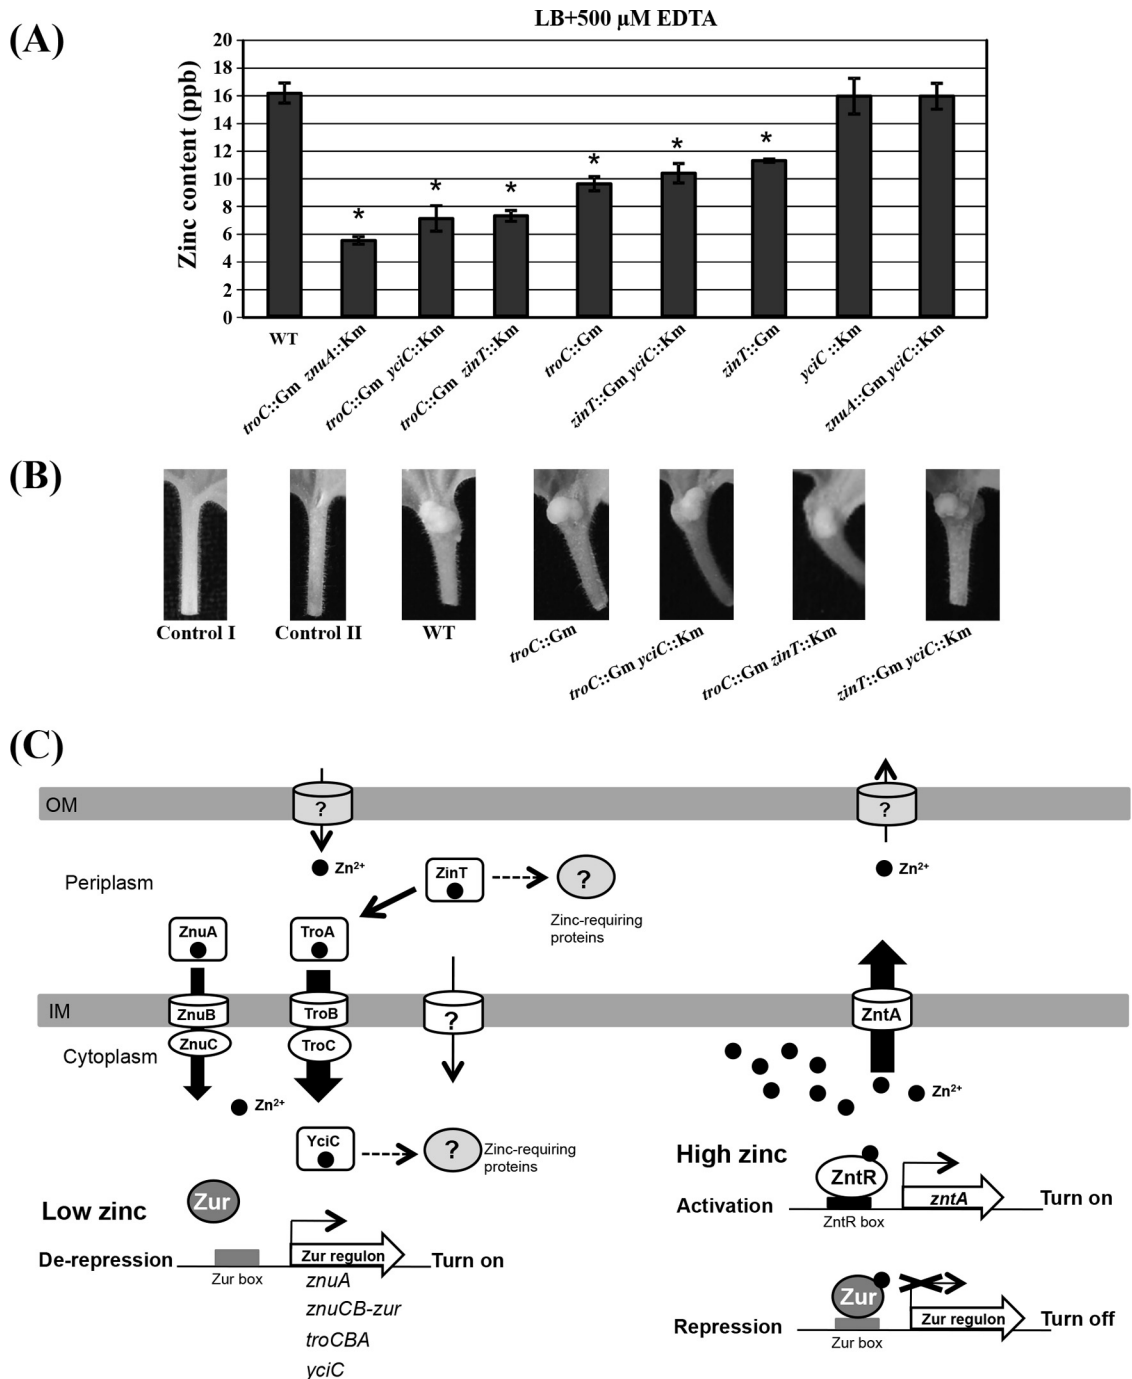 (A)
LB+500 μM EDTA
Zinc content (ppb)
20
18
16
14
12
10
8
6
4
2
0
*
*
*
*
*
*
WT
troC::Gm znuA::Km
troC::Gm yciC::Km
troC::Gm zinT::Km
troC::Gm
zinT::Gm yciC::Km
zinT::Gm
yciC ::Km
znuA::Gm yciC::Km
(B)
Control I
Control II
WT
troC::Gm
troC::Gm yciC::Km
troC::Gm zinT::Km
zinT::Gm yciC::Km
(C)
OM
?
?
Zn²⁺
Zn²⁺
Periplasm
ZinT
?
Zinc-requiring
proteins
ZnuA
TroA
IM
ZnuB
TroB
?
ZntA
Cytoplasm
ZnuC
TroC
Zn²⁺
Zn²⁺
YciC
?
Zinc-requiring
proteins
Low zinc
Zur
De-repression
Zur box
Zur regulon
Turn on
znuA
znuCB-zur
troCBA
yciC
High zinc
ZntR
Activation
zntA
Turn on
ZntR box
Zur
Repression
Zur regulon
Turn off
Zur box